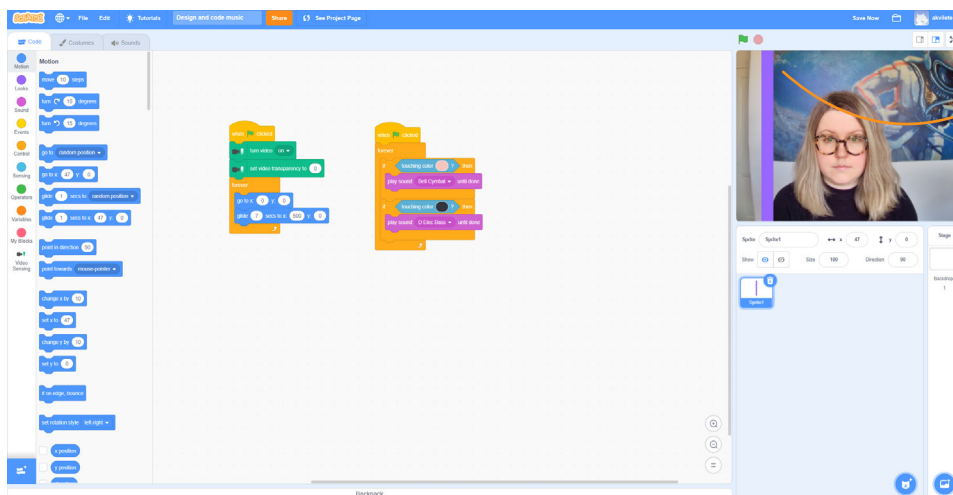 SCRATCH File Edit Tutorials Design and code music Share See Project Page Save Now akvilete
Code Costumes Sounds
Motion
Looks
Sound
Events
Control
Sensing
Operators
Variables
My Blocks
Video Sensing
Motion
move 10 steps
turn 15 degrees
turn 15 degrees
go to random position
go to x: 47 y: 0
glide 1 secs to random position
glide 1 secs to x: 47 y: 0
point in direction 90
point towards mouse-pointer
change x by 10
set x to 47
change y by 10
set y to 0
if on edge, bounce
set rotation style left-right
x position
y position
when clicked
turn video on
set video transparency to 0
forever
go to x: 0 y: 0
glide 7 secs to x: 500 y: 0
when clicked
forever
if touching color ? then
play sound Bell Cymbal until done
if touching color ? then
play sound D Elec Bass until done
Backpack
Sprite Sprite1 x 47 y 0
Show Size 100 Direction 90
Sprite1
Stage
Backdrops
1